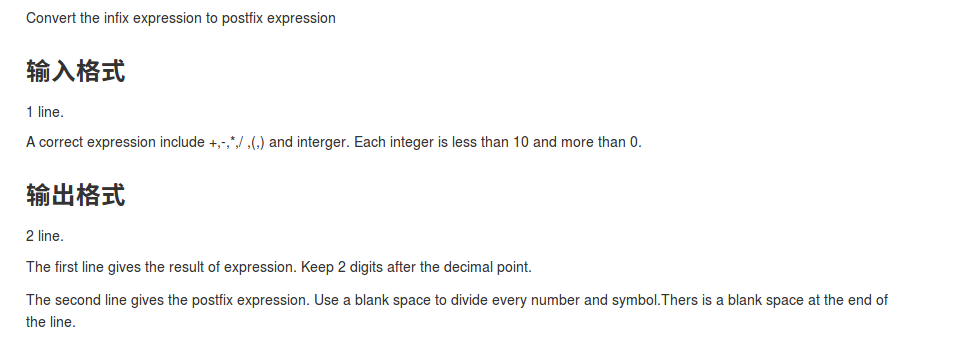 Convert the infix expression to postfix expression
输入格式
1 line.
A correct expression include +,-,*,/ ,(,) and interger. Each integer is less than 10 and more than 0.
输出格式
2 line.
The first line gives the result of expression. Keep 2 digits after the decimal point.
The second line gives the postfix expression. Use a blank space to divide every number and symbol.Thers is a blank space at the end of
the line.